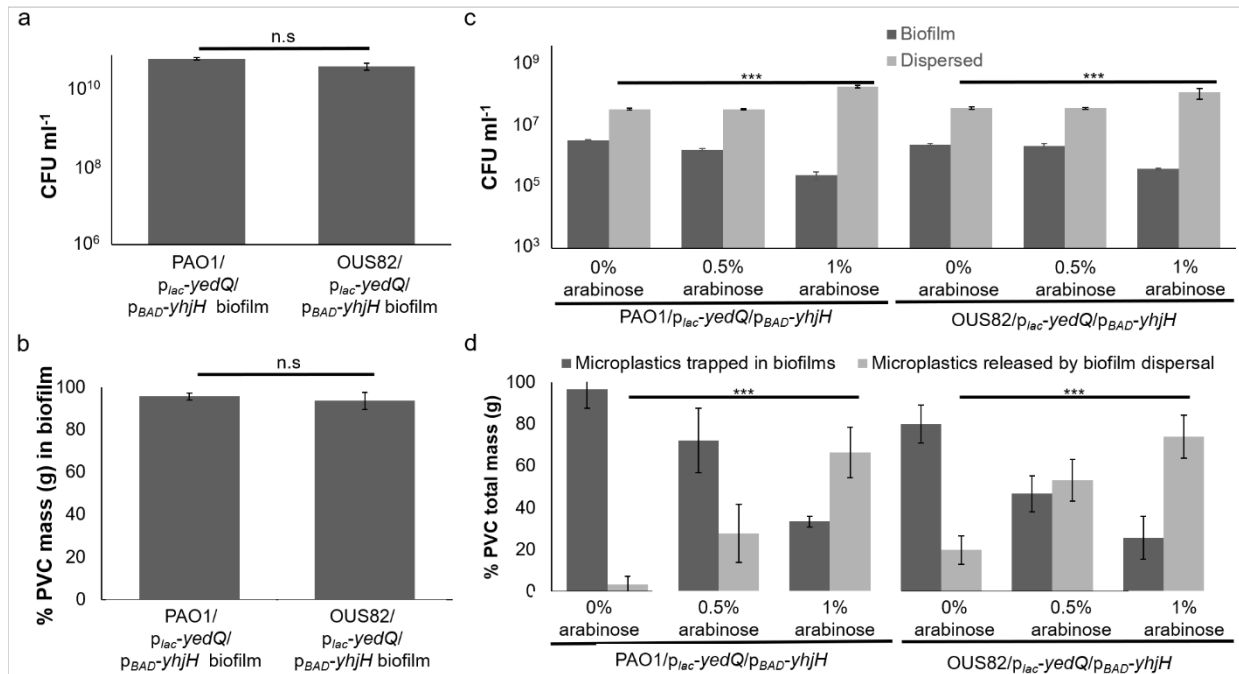 a
n.s
CFU ml-1
10^10
10^8
10^6
PAO1/
plac-yedQ/
pBAD-yhjH biofilm
OUS82/
plac-yedQ/
pBAD-yhjH biofilm
b
n.s
% PVC mass (g) in biofilm
100
80
60
40
20
0
PAO1/
plac-yedQ/
pBAD-yhjH biofilm
OUS82/
plac-yedQ/
pBAD-yhjH biofilm
c
Biofilm
Dispersed
***
***
CFU ml-1
10^9
10^7
10^5
10^3
0%
arabinose
0.5%
arabinose
1%
arabinose
0%
arabinose
0.5%
arabinose
1%
arabinose
PAO1/plac-yedQ/pBAD-yhjH
OUS82/plac-yedQ/pBAD-yhjH
d
Microplastics trapped in biofilms
Microplastics released by biofilm dispersal
***
***
% PVC total mass (g)
100
80
60
40
20
0
0%
arabinose
0.5%
arabinose
1%
arabinose
0%
arabinose
0.5%
arabinose
1%
arabinose
PAO1/plac-yedQ/pBAD-yhjH
OUS82/plac-yedQ/pBAD-yhjH